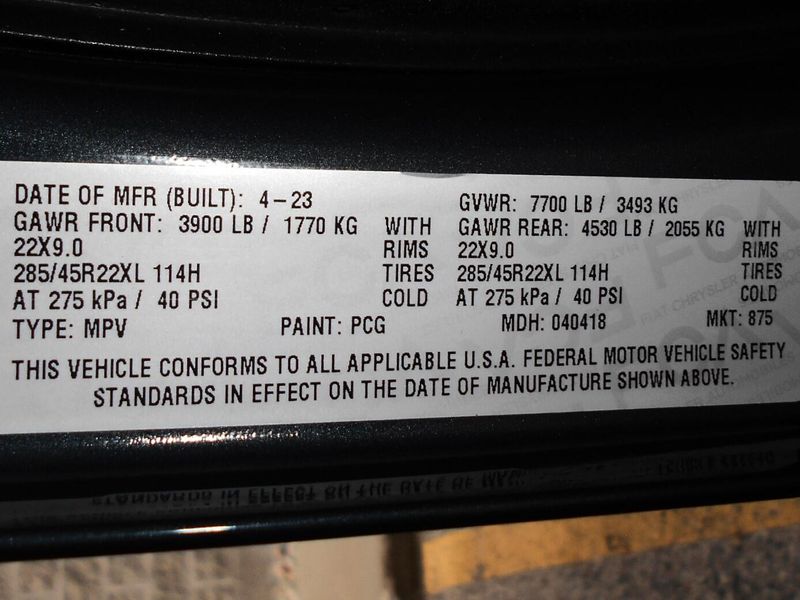 DATE OF MFR (BUILT): 4-23 GVWR: 7700 LB / 3493 KG
GAWR FRONT: 3900 LB / 1770 KG WITH GAWR REAR: 4530 LB / 2055 KG WITH
22X9.0 RIMS 22X9.0 RIMS
285/45R22XL 114H TIRES 285/45R22XL 114H TIRES
AT 275 kPa / 40 PSI COLD AT 275 kPa / 40 PSI COLD
TYPE: MPV PAINT: PCG MDH: 040418 MKT: 875
THIS VEHICLE CONFORMS TO ALL APPLICABLE U.S.A. FEDERAL MOTOR VEHICLE SAFETY
STANDARDS IN EFFECT ON THE DATE OF MANUFACTURE SHOWN ABOVE.
FCA
FIAT CHRYSLER AUTOMOBILES